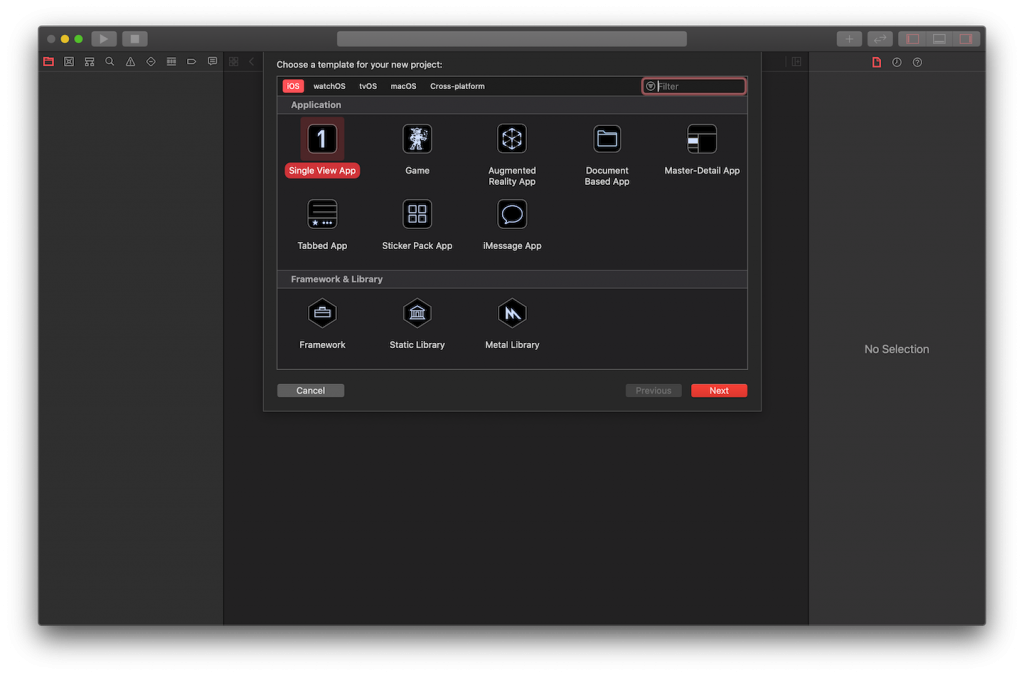 Choose a template for your new project:
iOS watchOS tvOS macOS Cross-platform Filter
Application
1
Single View App Game Augmented Reality App Document Based App Master-Detail App
Tabbed App Sticker Pack App iMessage App
Framework & Library
Framework Static Library Metal Library
No Selection
Cancel Previous Next